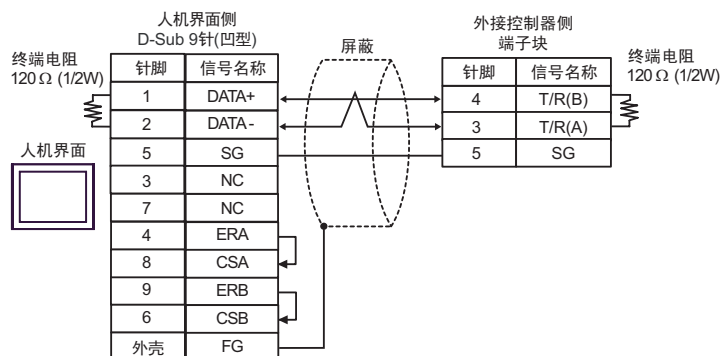 人机界面侧
D-Sub 9针(凹型)
屏蔽
外接控制器侧
端子块
终端电阻
120Ω (1/2W)
终端电阻
120Ω (1/2W)
针脚 信号名称
1 DATA+
2 DATA-
5 SG
3 NC
7 NC
4 ERA
8 CSA
9 ERB
6 CSB
外壳 FG
针脚 信号名称
4 T/R(B)
3 T/R(A)
5 SG
人机界面